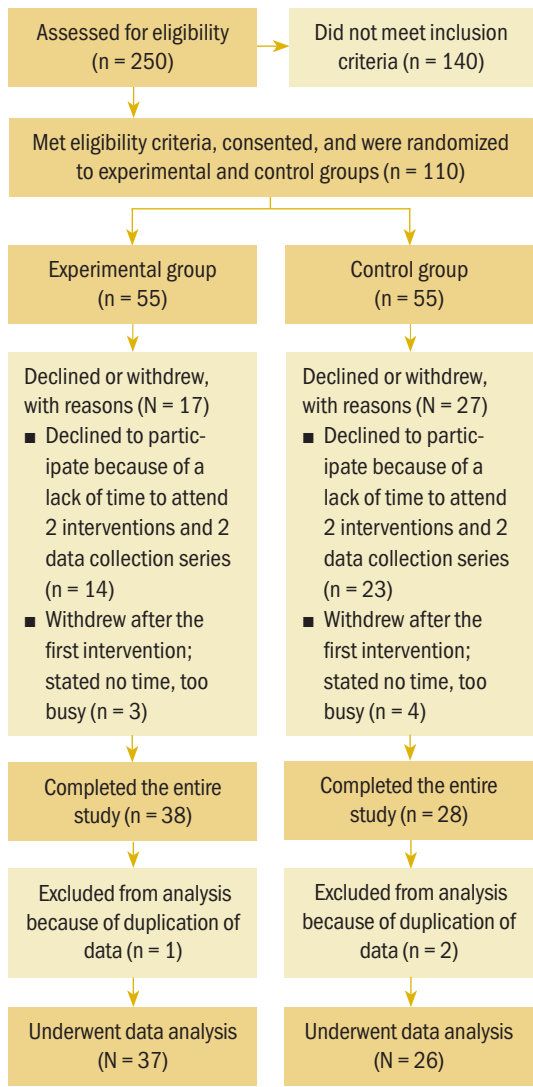 Assessed for eligibility
(n = 250)
Did not meet inclusion
criteria (n = 140)
Met eligibility criteria, consented, and were randomized
to experimental and control groups (n = 110)
Experimental group
(n = 55)
Control group
(n = 55)
Declined or withdrew,
with reasons (N = 17)
■ Declined to partic-
ipate because of a
lack of time to attend
2 interventions and 2
data collection series
(n = 14)
■ Withdrew after the
first intervention;
stated no time, too
busy (n = 3)
Declined or withdrew,
with reasons (N = 27)
■ Declined to partic-
ipate because of a
lack of time to attend
2 interventions and 2
data collection series
(n = 23)
■ Withdrew after the
first intervention;
stated no time, too
busy (n = 4)
Completed the entire
study (n = 38)
Completed the entire
study (n = 28)
Excluded from analysis
because of duplication of
data (n = 1)
Excluded from analysis
because of duplication of
data (n = 2)
Underwent data analysis
(N = 37)
Underwent data analysis
(N = 26)